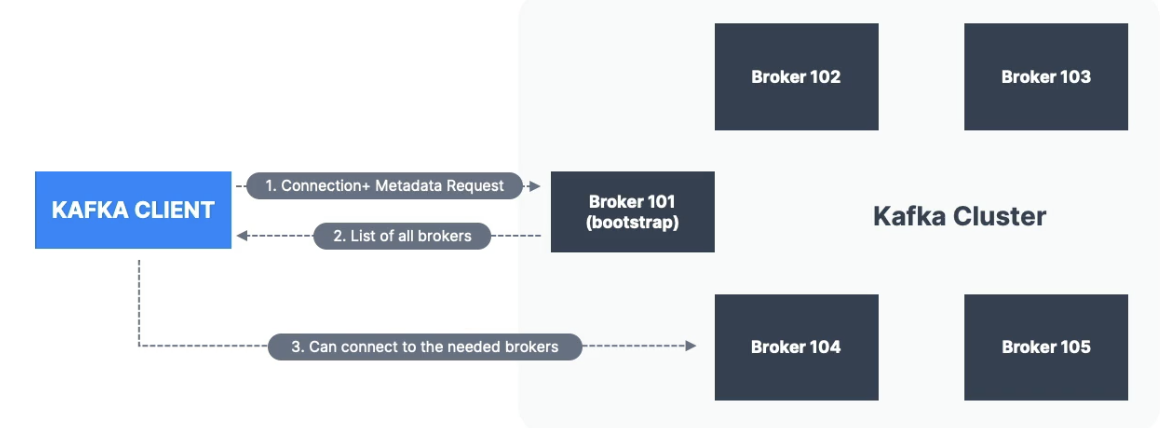 Broker 102
Broker 103
KAFKA CLIENT
1. Connection+ Metadata Request
Broker 101
(bootstrap)
Kafka Cluster
2. List of all brokers
3. Can connect to the needed brokers
Broker 104
Broker 105